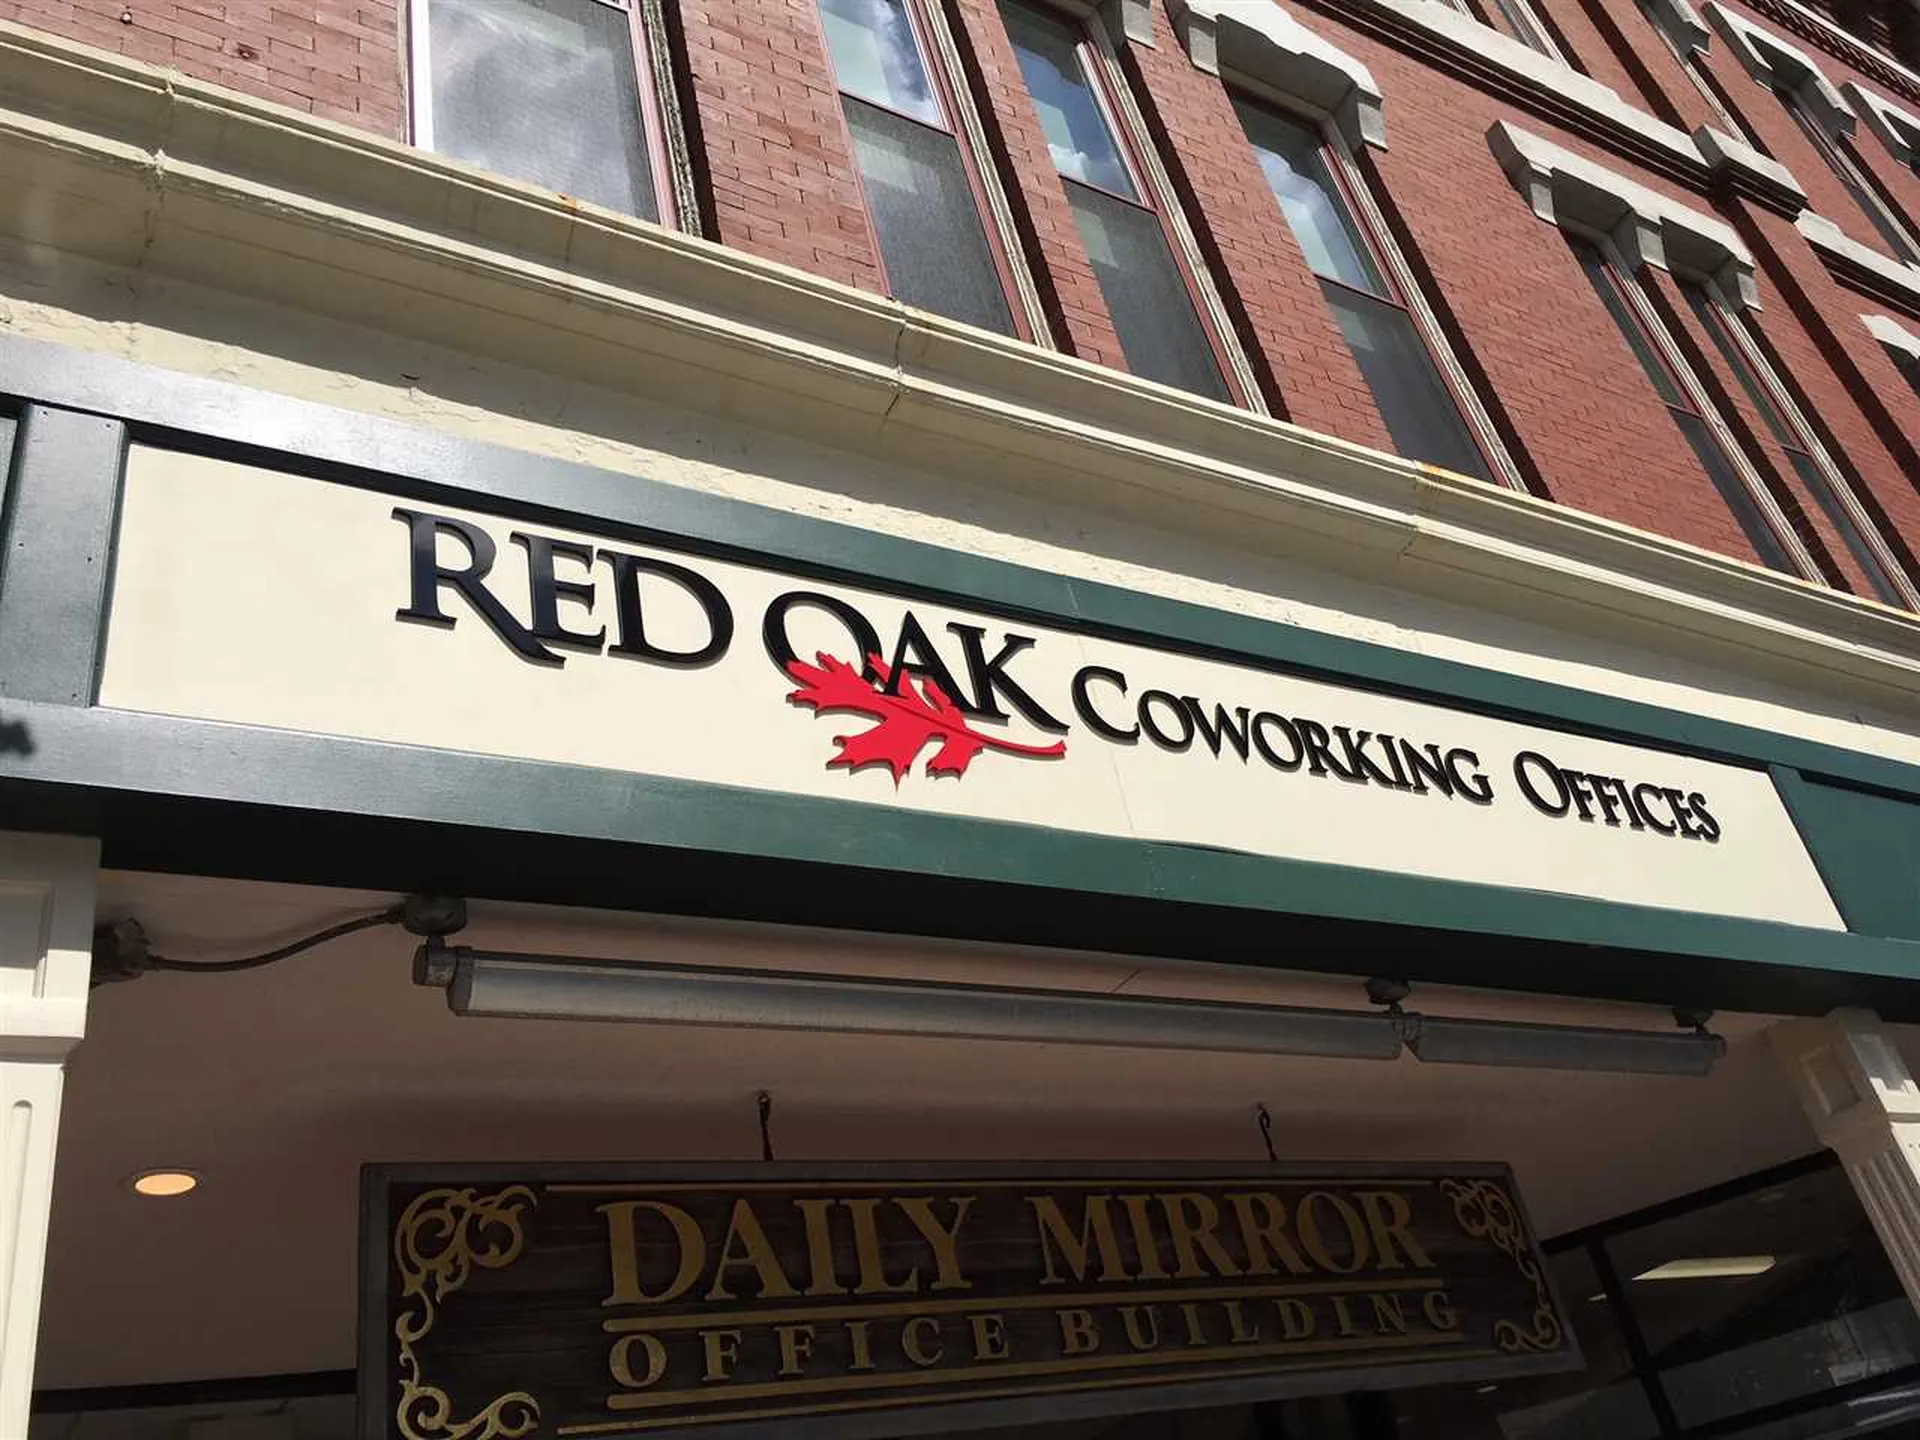 RED OAK COWORKING OFFICES
DAILY MIRROR
OFFICE BUILDING